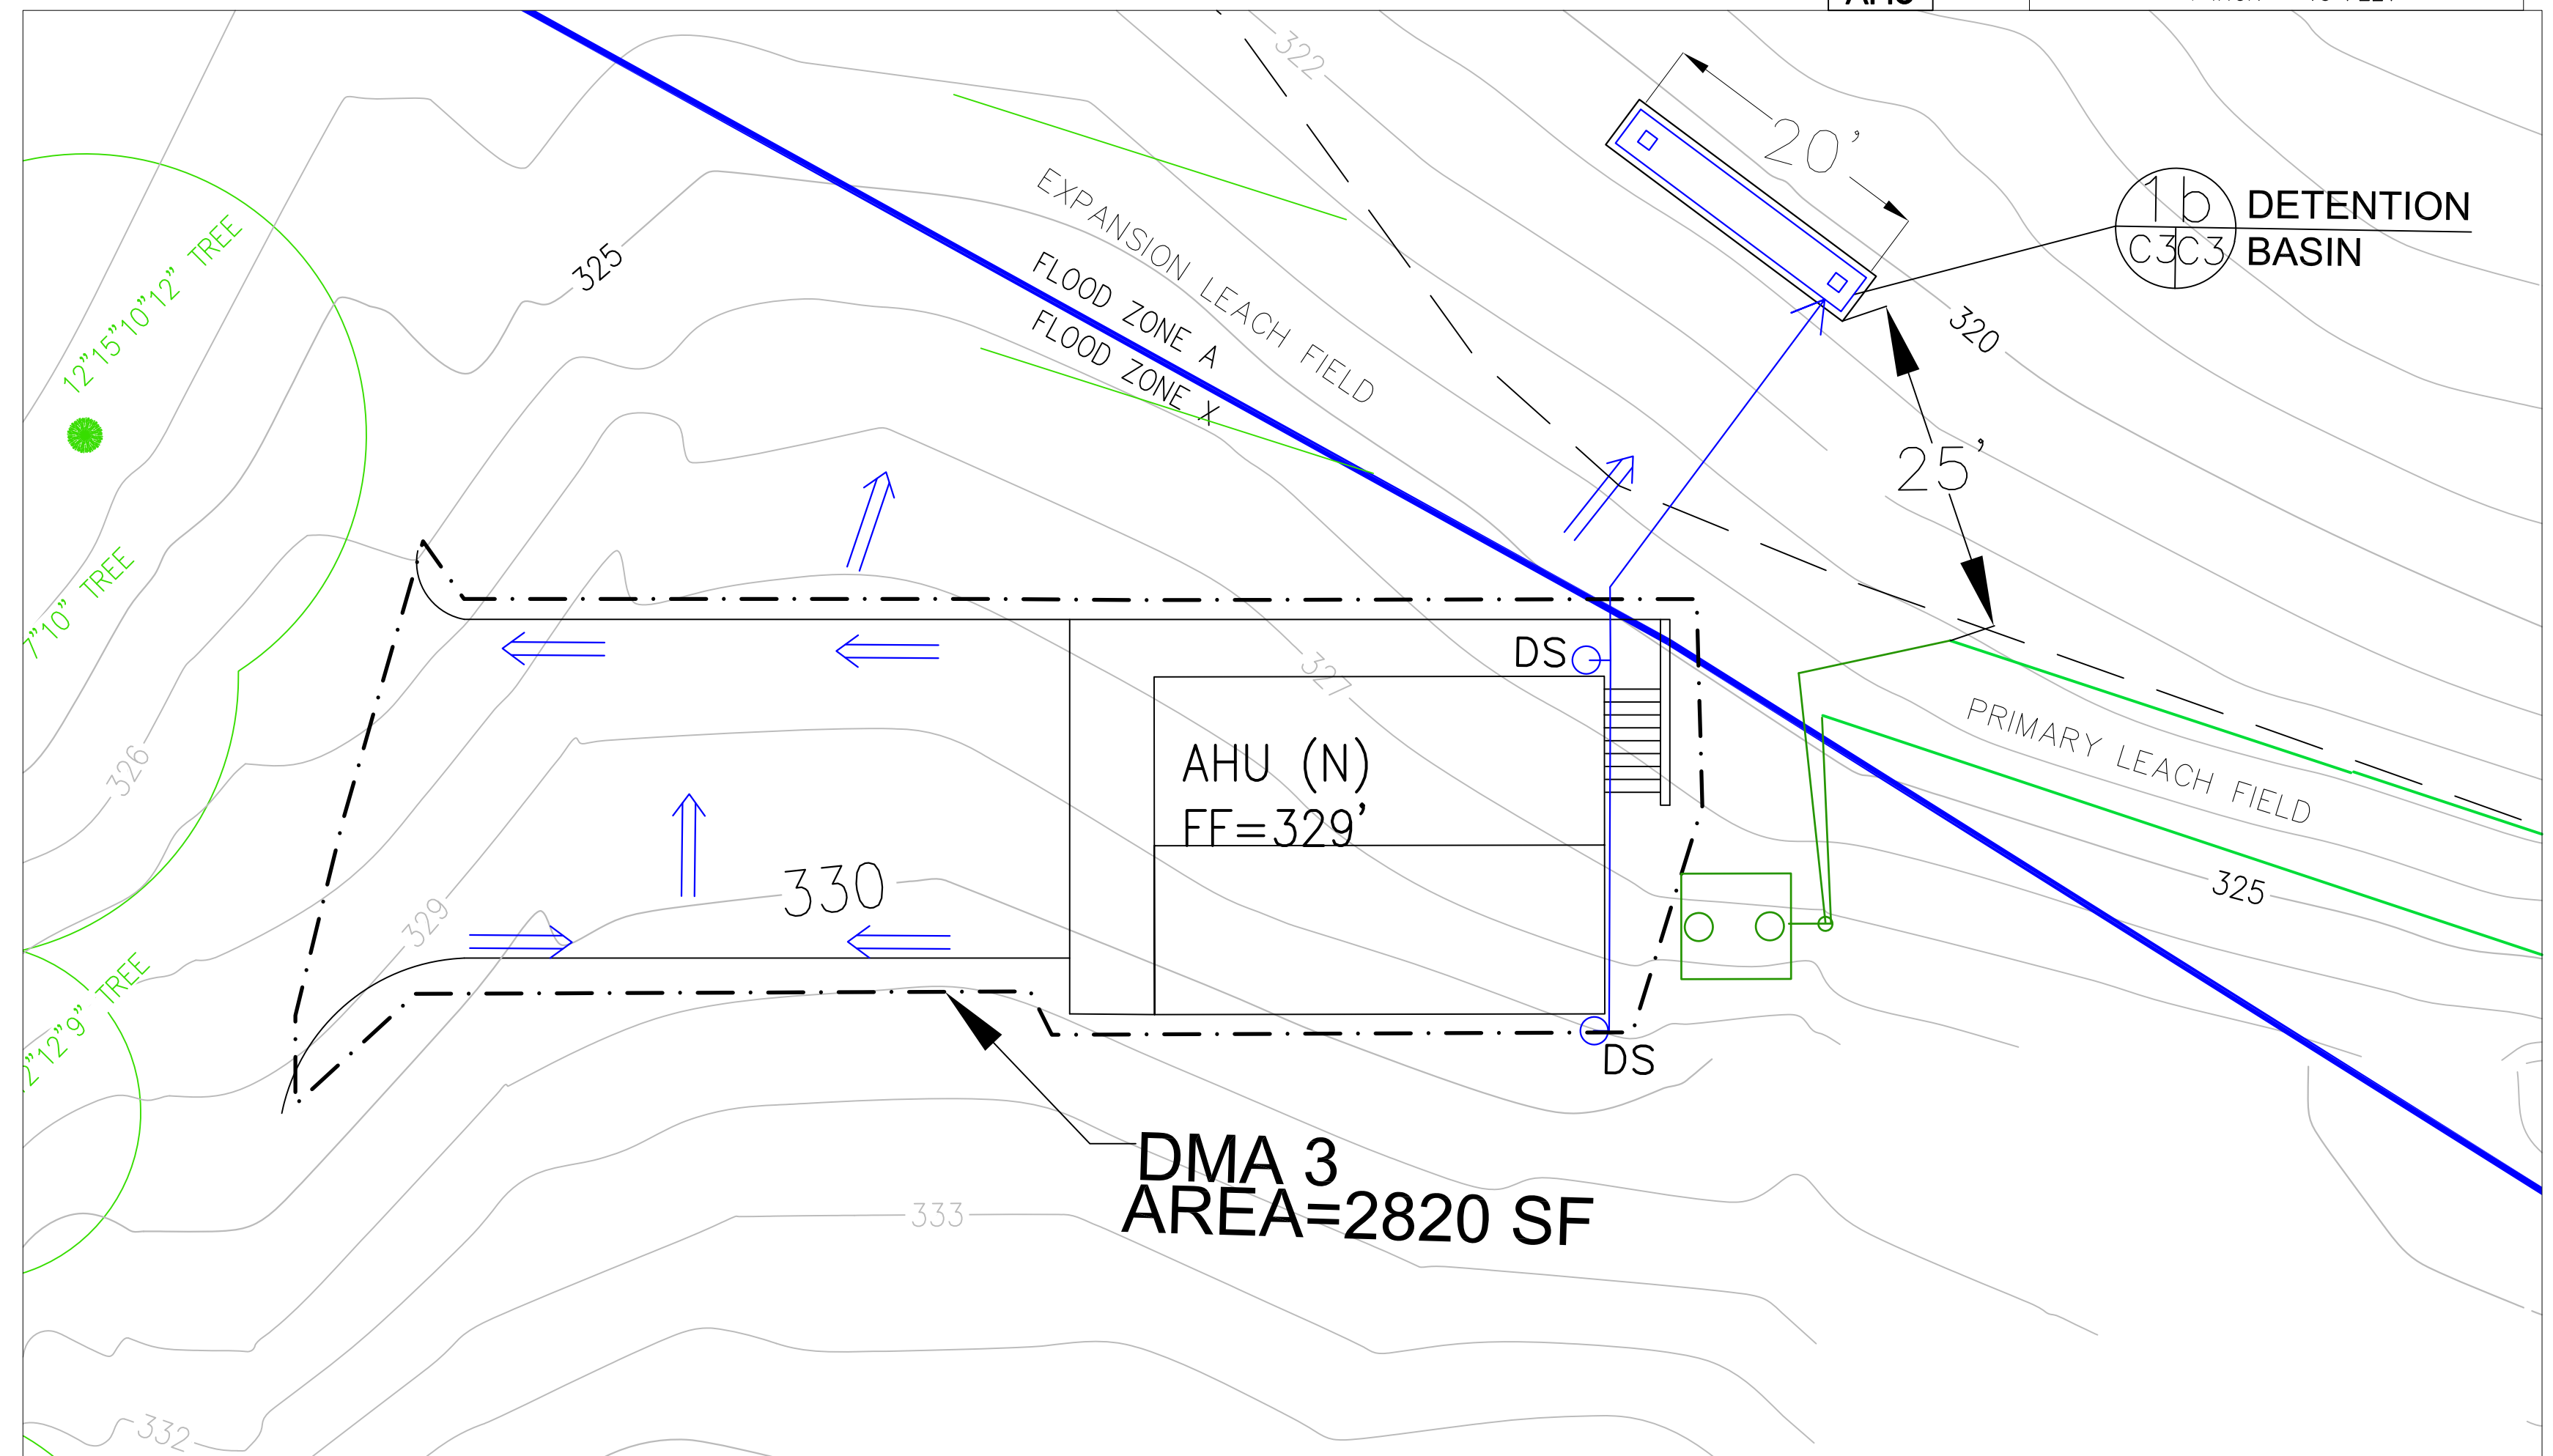 322
20'
1b
C3C3
DETENTION
BASIN
12"15"10"12" TREE
325
EXPANSION LEACH FIELD
FLOOD ZONE A
FLOOD ZONE X
320
25'
7"10" TREE
DS
327
326
AHU (N)
FF=329'
PRIMARY LEACH FIELD
330
329
325
12"9" TREE
DS
DMA 3
AREA=2820 SF
333
332